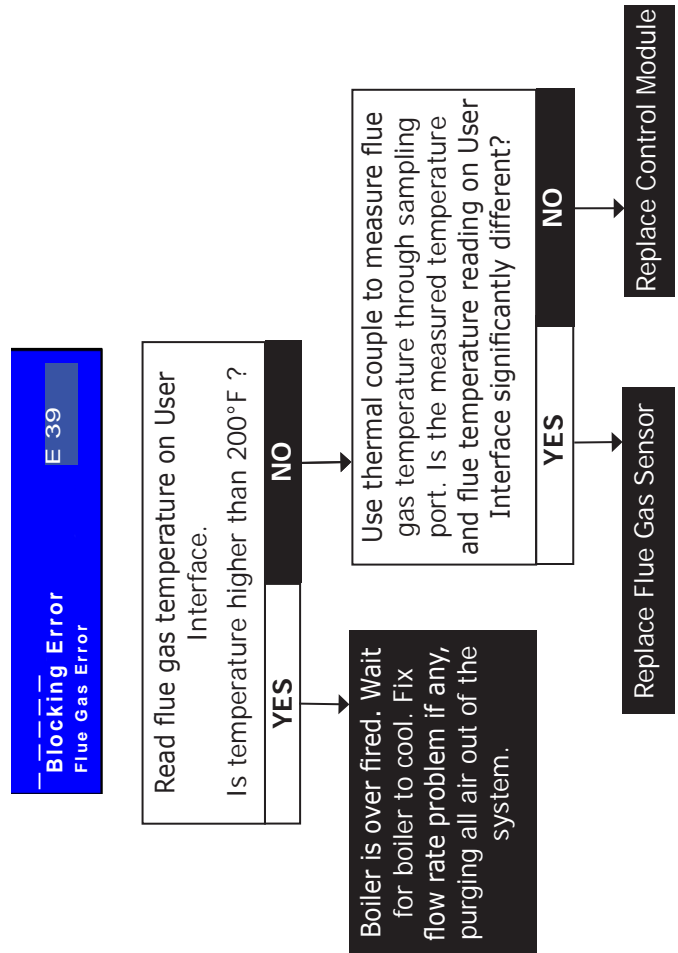 _ _ _ _ _
Blocking Error
Flue Gas Error
E 39
Read flue gas temperature on User
Interface.
Is temperature higher than 200°F ?
YES
NO
Boiler is over fired. Wait
for boiler to cool. Fix
flow rate problem if any,
purging all air out of the
system.
Use thermal couple to measure flue
gas temperature through sampling
port. Is the measured temperature
and flue temperature reading on User
Interface significantly different?
YES
NO
Replace Flue Gas Sensor
Replace Control Module